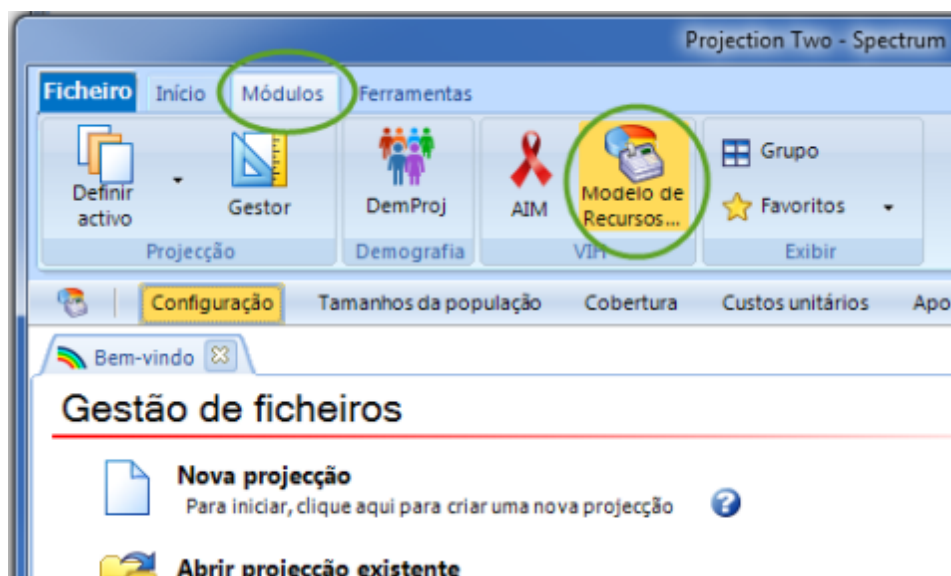 Projection Two - Spectrum
Ficheiro Início Módulos Ferramentas
Definir activo
Gestor
DemProj
AIM
Modelo de Recursos...
Grupo
Favoritos
Projecção Demografia VIH Exibir
Configuração Tamanhos da população Cobertura Custos unitários Apo
Bem-vindo
Gestão de ficheiros
Nova projecção
Para iniciar, clique aqui para criar uma nova projecção
Abrir projecção existente